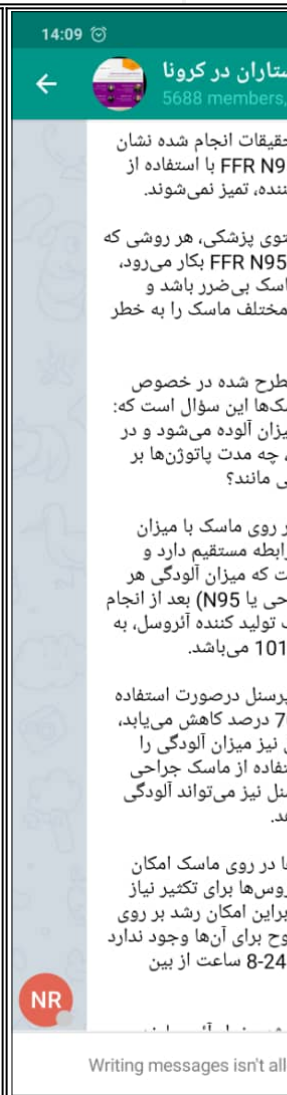 14:09
ستاران در کرونا
5688 members,
حقیقات انجام شده نشان
FFR N9 با استفاده از
ننده، تمیز نمی‌شوند.
توی پزشکی، هر روشی که
FFR N95 بکار می‌رود،
اسک بی‌ضرر باشد و
مختلف ماسک را به خطر
طرح شده در خصوص
سک‌ها این سؤال است که:
یزان آلوده می‌شود و در
، چه مدت پاتوژن‌ها بر
ی مانند؟
ر روی ماسک با میزان
رابطه مستقیم دارد و
ت که میزان آلودگی هر
حی یا N95) بعد از انجام
ت تولید کننده آئروسل، به
101 می‌باشد.
پرسنل درصورت استفاده
7 درصد کاهش می‌یابد،
نیز میزان آلودگی را
تفاده از ماسک جراحی
سنل نیز می‌تواند آلودگی
هد.
ها در روی ماسک امکان
روس‌ها برای تکثیر نیاز
براین امکان رشد بر روی
وح برای آن‌ها وجود ندارد
8-24 ساعت از بین
NR
Writing messages isn't all